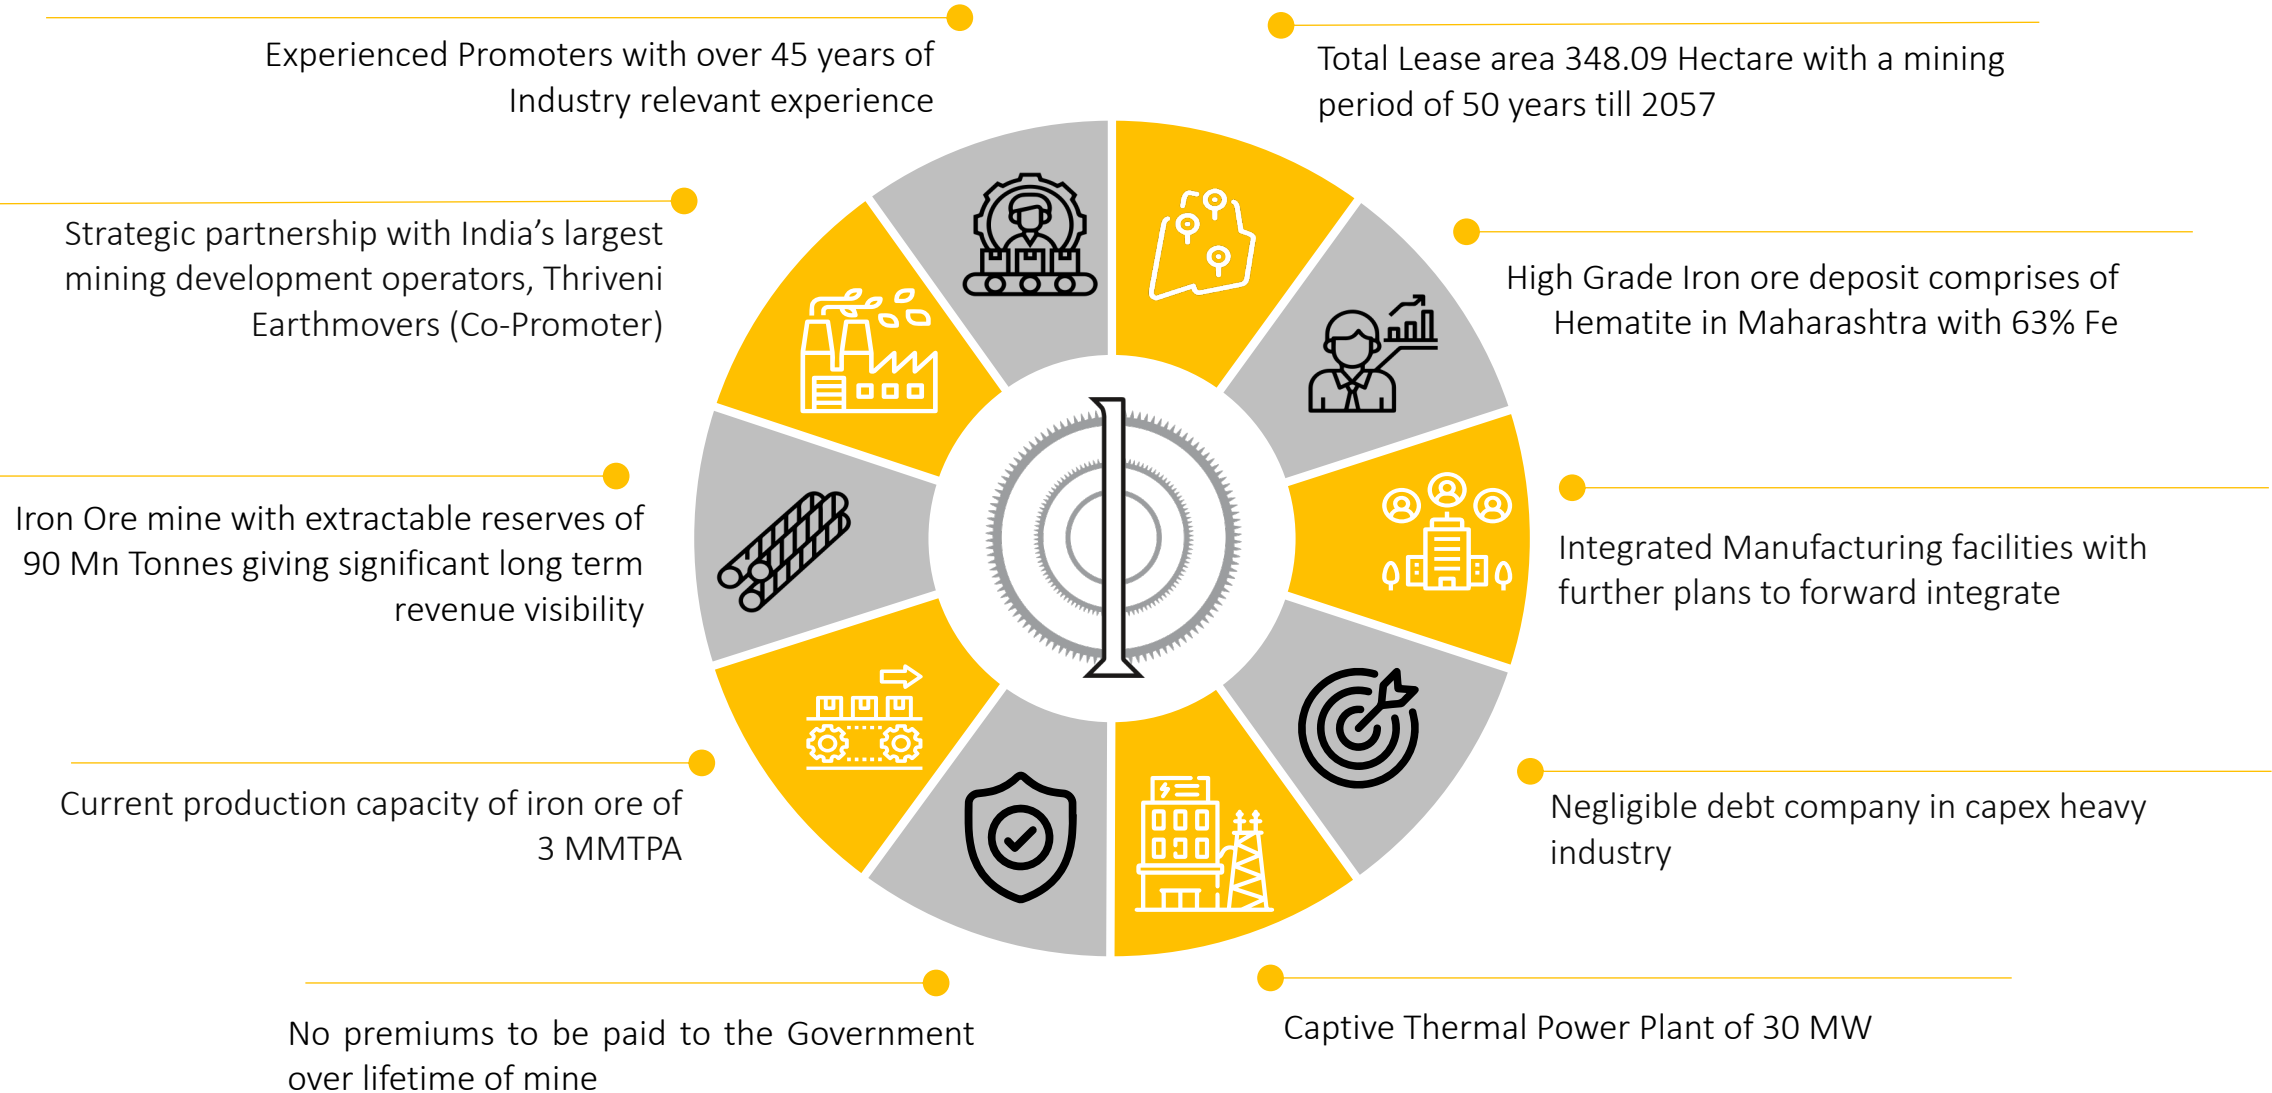 Experienced Promoters with over 45 years of
Industry relevant experience
Strategic partnership with India’s largest
mining development operators, Thriveni
Earthmovers (Co-Promoter)
Iron Ore mine with extractable reserves of
90 Mn Tonnes giving significant long term
revenue visibility
Current production capacity of iron ore of
3 MMTPA
No premiums to be paid to the Government
over lifetime of mine
Total Lease area 348.09 Hectare with a mining
period of 50 years till 2057
High Grade Iron ore deposit comprises of
Hematite in Maharashtra with 63% Fe
Integrated Manufacturing facilities with
further plans to forward integrate
Negligible debt company in capex heavy
industry
Captive Thermal Power Plant of 30 MW